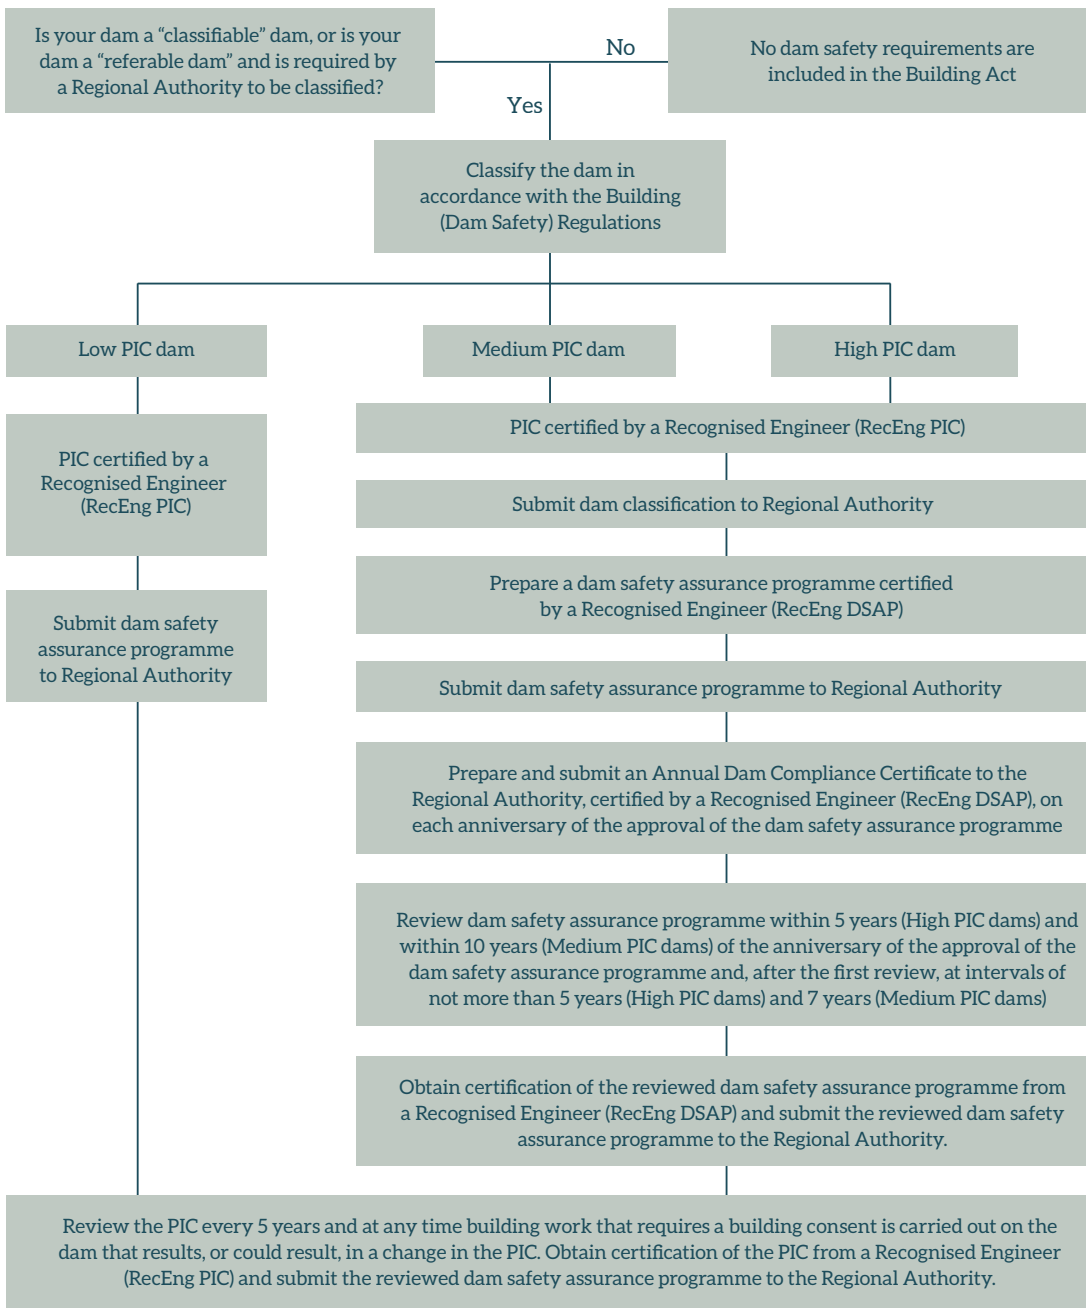 Is your dam a “classifiable” dam, or is your
dam a “referable dam” and is required by
a Regional Authority to be classified?
No
No dam safety requirements are
included in the Building Act
Yes
Classify the dam in
accordance with the Building
(Dam Safety) Regulations
Low PIC dam
Medium PIC dam
High PIC dam
PIC certified by a
Recognised Engineer
(RecEng PIC)
Submit dam safety
assurance programme
to Regional Authority
PIC certified by a Recognised Engineer (RecEng PIC)
Submit dam classification to Regional Authority
Prepare a dam safety assurance programme certified
by a Recognised Engineer (RecEng DSAP)
Submit dam safety assurance programme to Regional Authority
Prepare and submit an Annual Dam Compliance Certificate to the
Regional Authority, certified by a Recognised Engineer (RecEng DSAP), on
each anniversary of the approval of the dam safety assurance programme
Review dam safety assurance programme within 5 years (High PIC dams) and
within 10 years (Medium PIC dams) of the anniversary of the approval of the
dam safety assurance programme and, after the first review, at intervals of
not more than 5 years (High PIC dams) and 7 years (Medium PIC dams)
Obtain certification of the reviewed dam safety assurance programme from
a Recognised Engineer (RecEng DSAP) and submit the reviewed dam safety
assurance programme to the Regional Authority.
Review the PIC every 5 years and at any time building work that requires a building consent is carried out on the
dam that results, or could result, in a change in the PIC. Obtain certification of the PIC from a Recognised Engineer
(RecEng PIC) and submit the reviewed dam safety assurance programme to the Regional Authority.